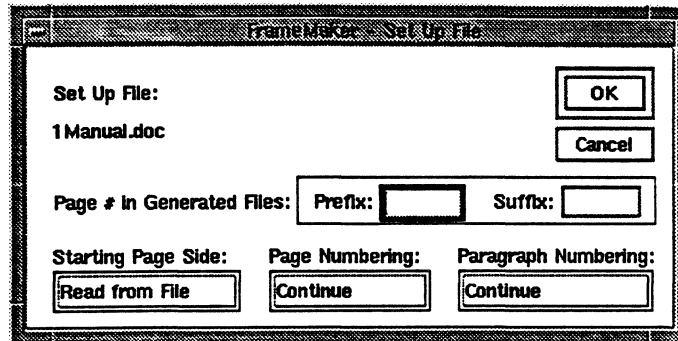 FrameMaker - Set Up File
Set Up File:
OK
1Manual.doc
Cancel
Page # in Generated Files: Prefix: Suffix:
Starting Page Side: Page Numbering: Paragraph Numbering:
Read from File Continue Continue